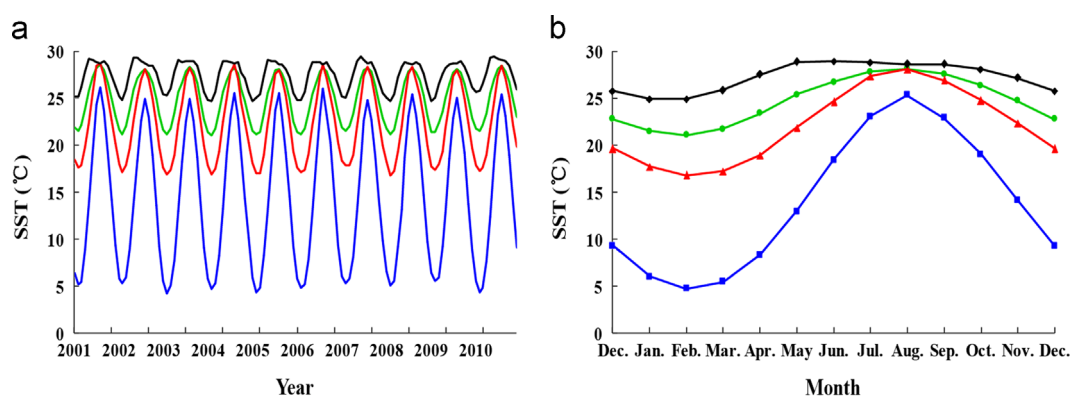 a
30
25
20
15
10
5
0
SST (℃)
2001 2002 2003 2004 2005 2006 2007 2008 2009 2010
Year
b
30
25
20
15
10
5
0
SST (℃)
Dec. Jan. Feb. Mar. Apr. May Jun. Jul. Aug. Sep. Oct. Nov. Dec.
Month